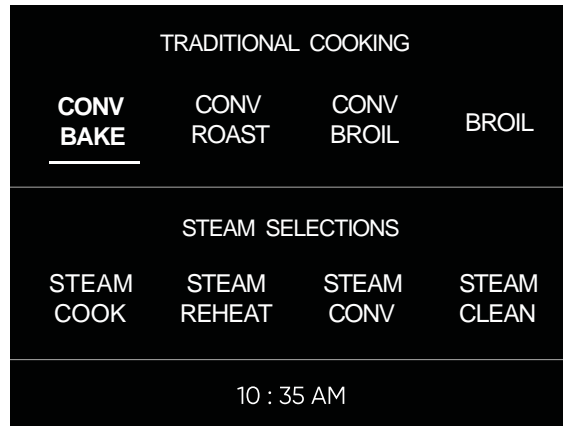 TRADITIONAL COOKING
CONV BAKE
CONV ROAST
CONV BROIL
BROIL
STEAM SELECTIONS
STEAM COOK
STEAM REHEAT
STEAM CONV
STEAM CLEAN
10 : 35 AM